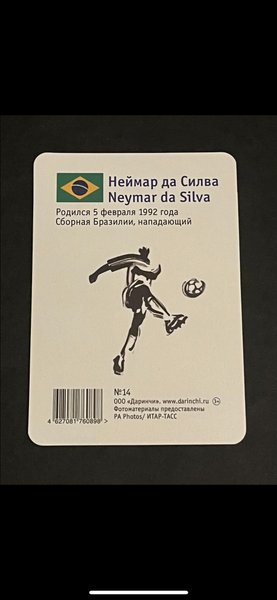 Неймар да Силва
Neymar da Silva
Родился 5 февраля 1992 года
Сборная Бразилии, нападающий
№14
ООО «Даринчи», www.darinchi.ru 3+
Фотоматериалы предоставлены
PA Photos/ ИТАР-ТАСС
4 627081 760898 >